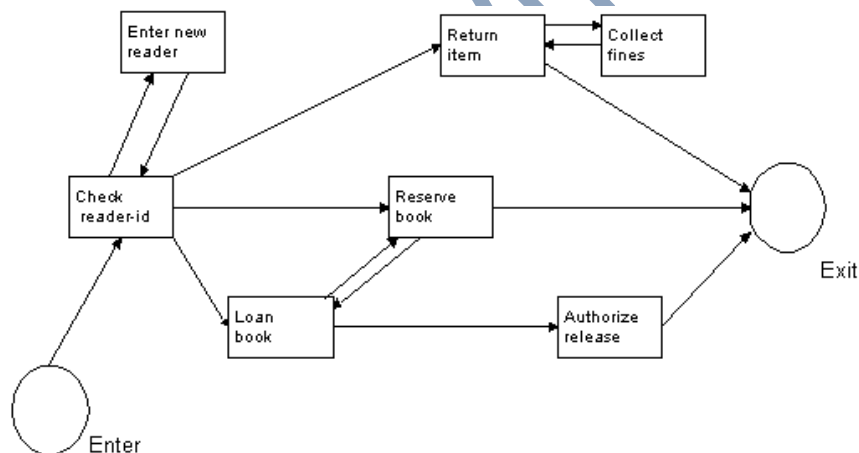 Enter new
reader
Return
item
Collect
fines
Check
reader-id
Reserve
book
Exit
Loan
book
Authorize
release
Enter